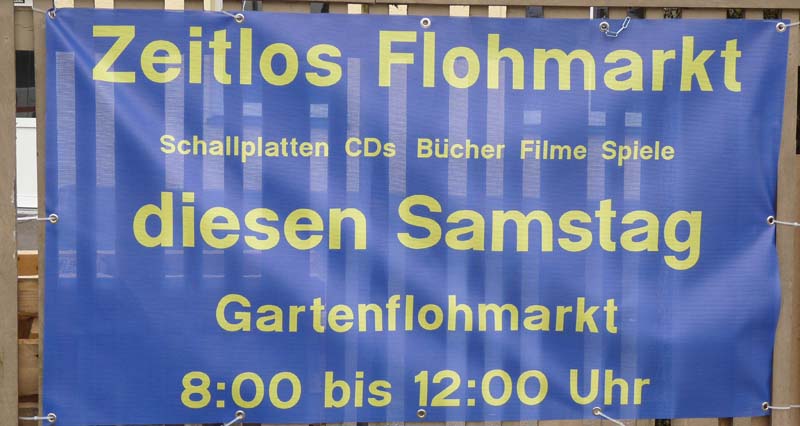 Zeitlos Flohmarkt
Schallplatten CDs Bücher Filme Spiele
diesen Samstag
Gartenflohmarkt
8:00 bis 12:00 Uhr